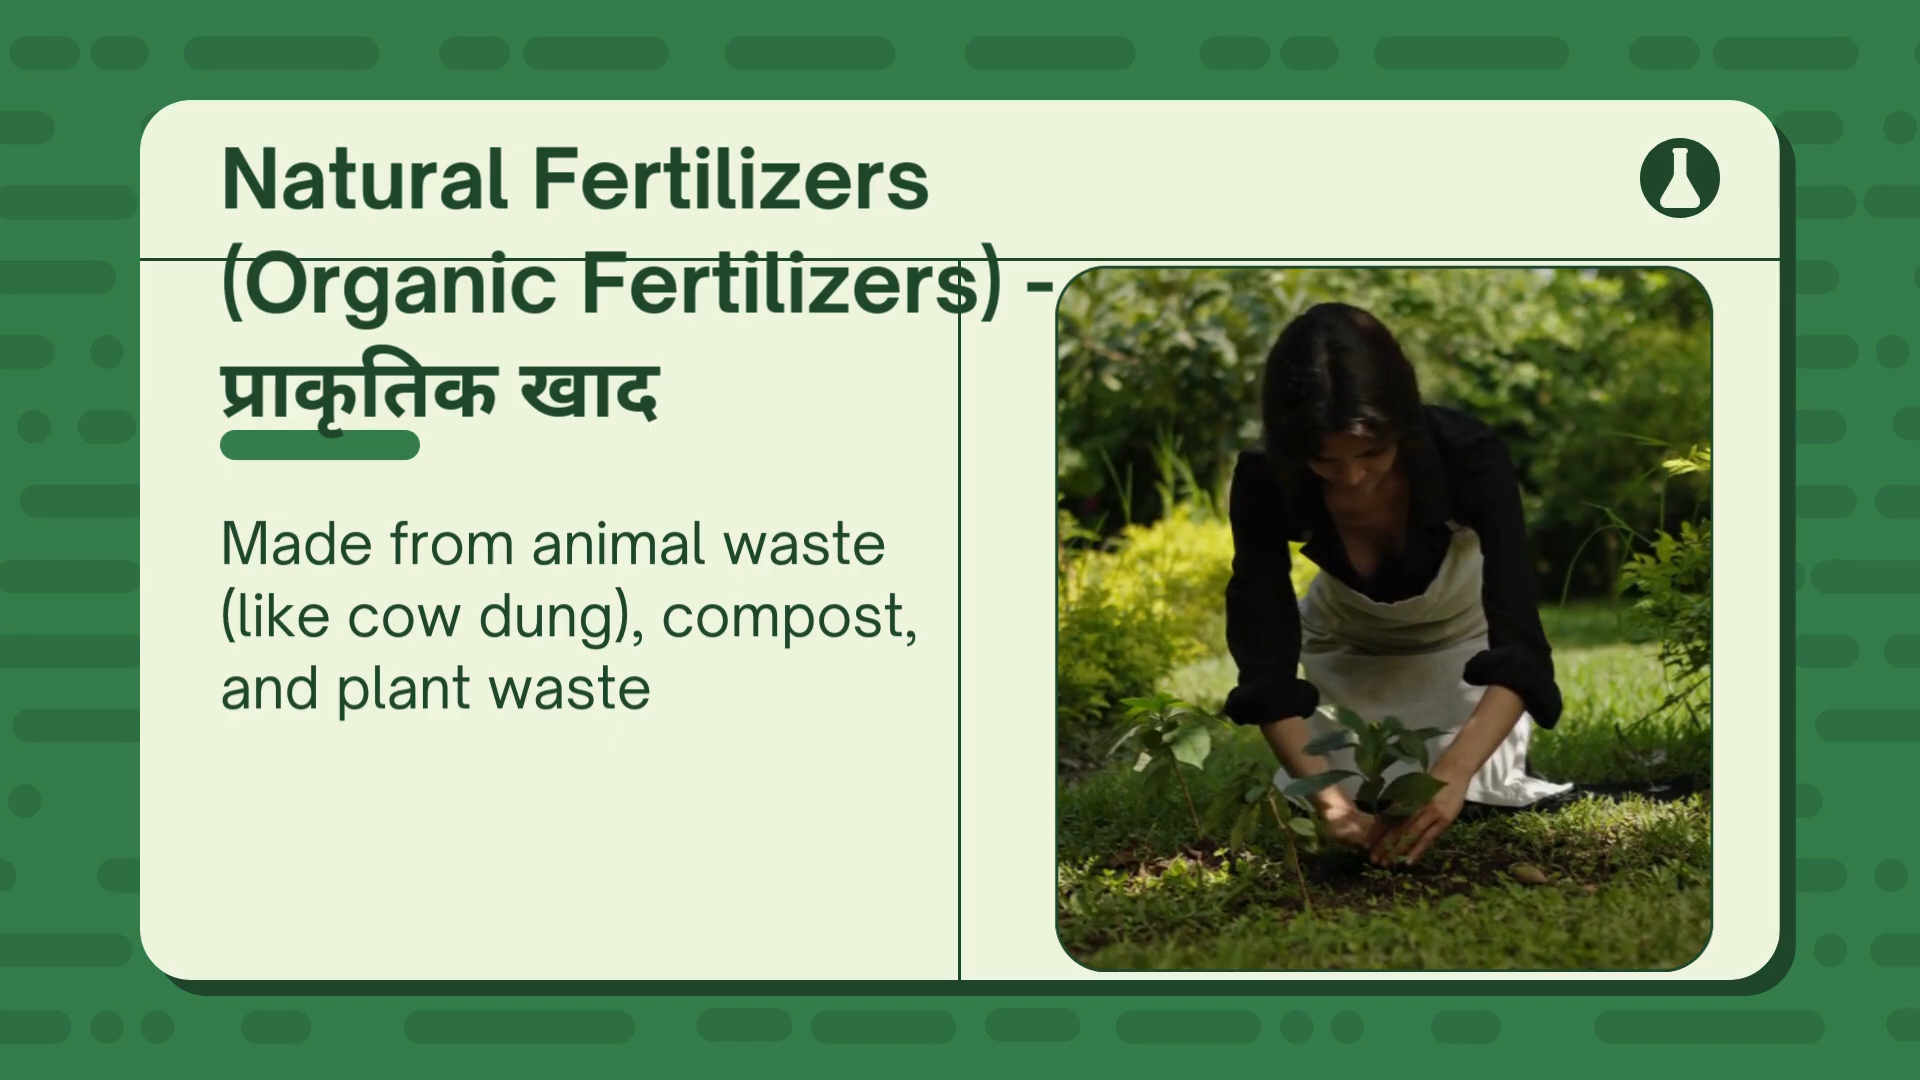 Natural Fertilizers
(Organic Fertilizers) -
प्राकृतिक खाद
Made from animal waste
(like cow dung), compost,
and plant waste